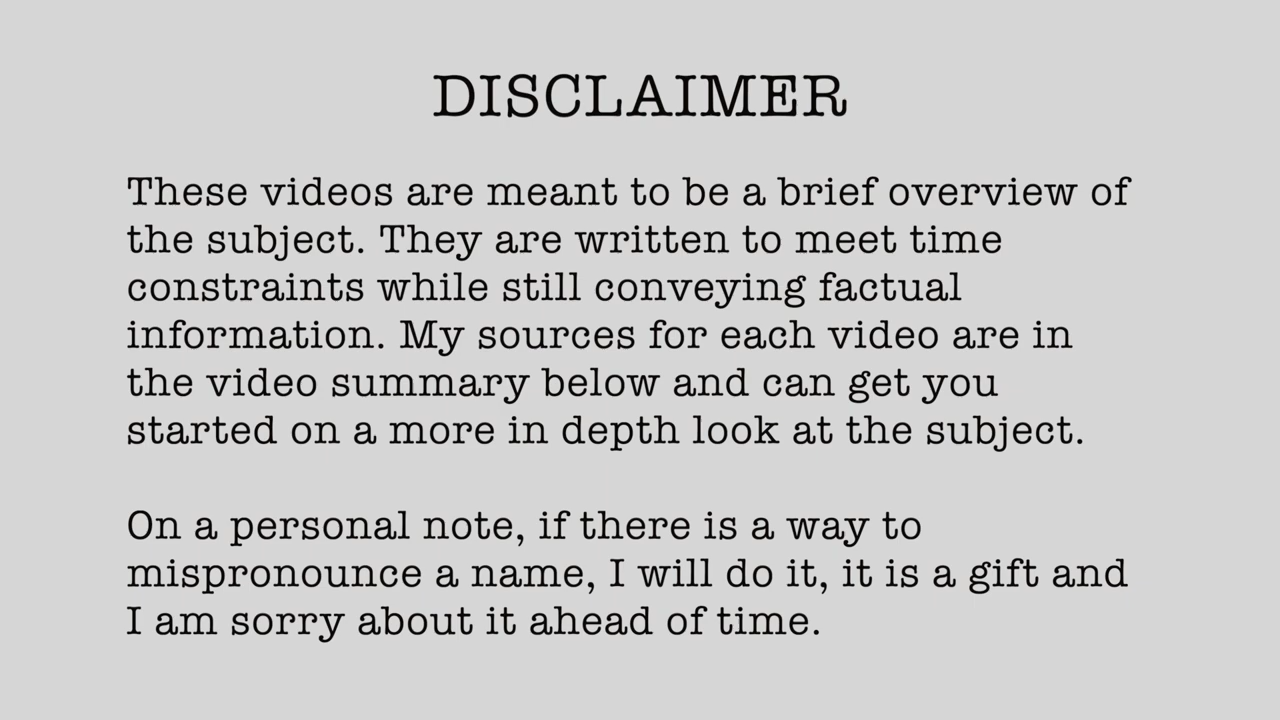 DISCLAIMER
These videos are meant to be a brief overview of
the subject. They are written to meet time
constraints while still conveying factual
information. My sources for each video are in
the video summary below and can get you
started on a more in depth look at the subject.
On a personal note, if there is a way to
mispronounce a name, I will do it, it is a gift and
I am sorry about it ahead of time.